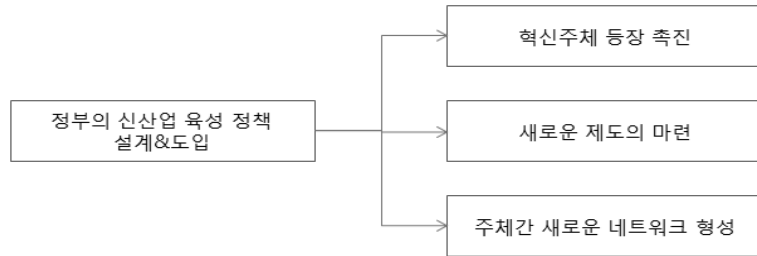 혁신주체 등장 촉진
정부의 신산업 육성 정책
설계&도입
새로운 제도의 마련
주체간 새로운 네트워크 형성